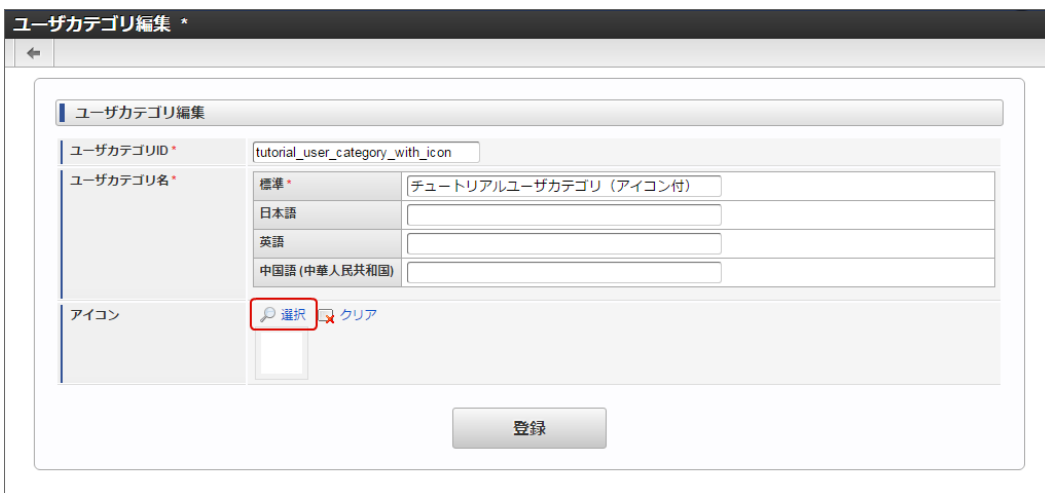 ユーザカテゴリ編集 *
ユーザカテゴリ編集
ユーザカテゴリID *
tutorial_user_category_with_icon
ユーザカテゴリ名 *
標準 *
チュートリアルユーザカテゴリ（アイコン付）
日本語
英語
中国語 (中華人民共和国)
アイコン
選択 クリア
登録